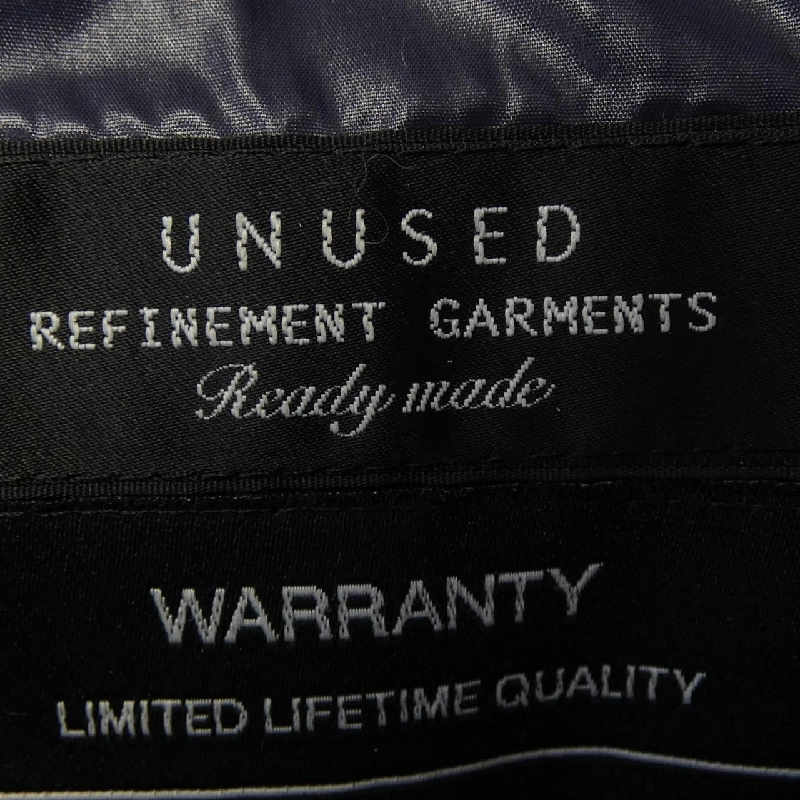 UNUSED
REFINEMENT GARMENTS
Ready made
WARRANTY
LIMITED LIFETIME QUALITY